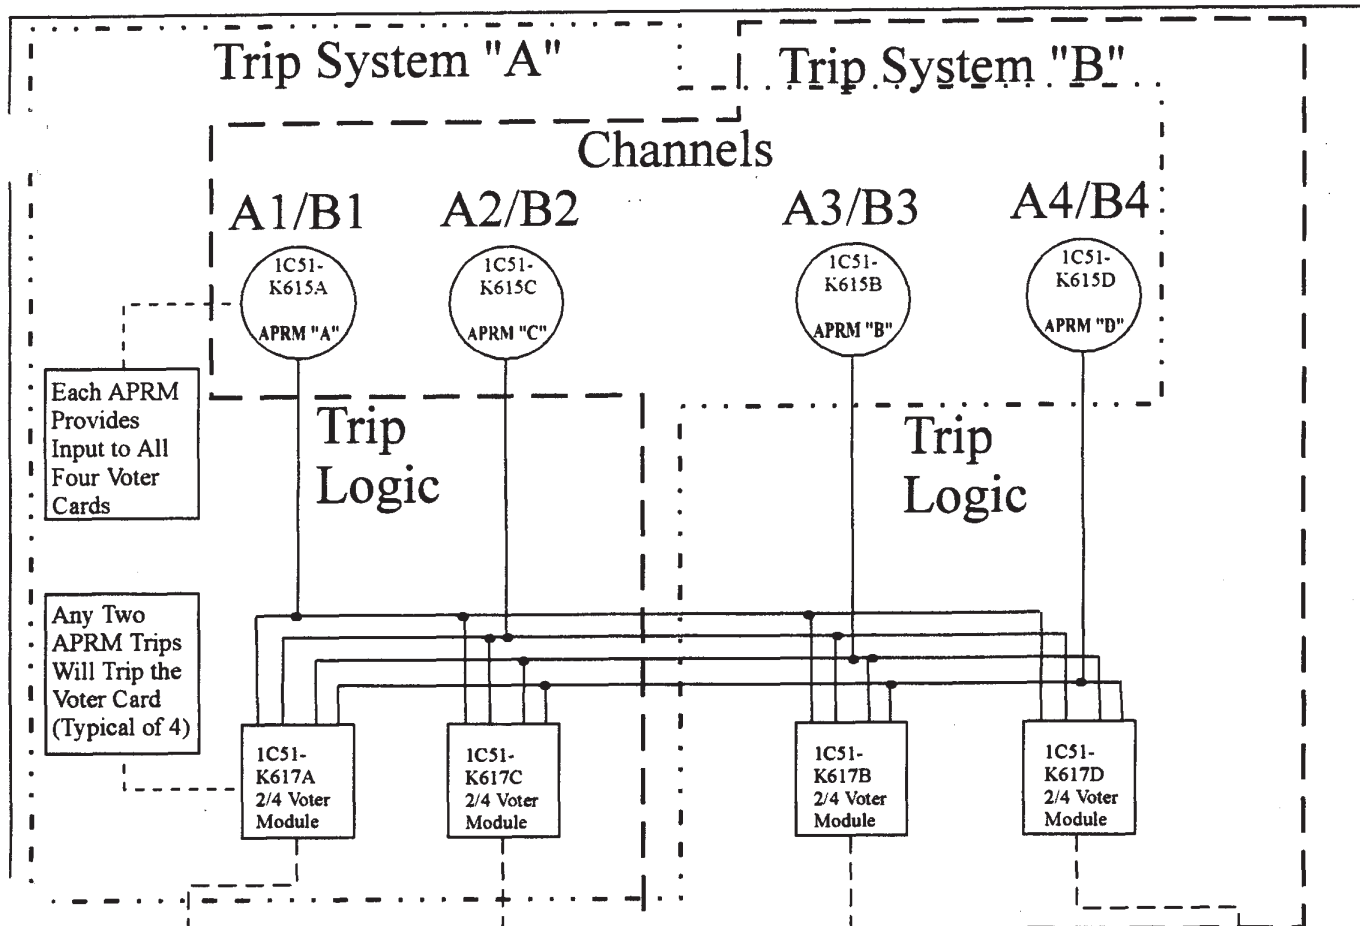 Trip System "A"
Trip System "B"
Channels
A1/B1
A2/B2
A3/B3
A4/B4
1C51-
K615A
APRM "A"
1C51-
K615C
APRM "C"
1C51-
K615B
APRM "B"
1C51-
K615D
APRM "D"
Each APRM
Provides
Input to All
Four Voter
Cards
Trip
Logic
Trip
Logic
Any Two
APRM Trips
Will Trip the
Voter Card
(Typical of 4)
1C51-
K617A
2/4 Voter
Module
1C51-
K617C
2/4 Voter
Module
1C51-
K617B
2/4 Voter
Module
1C51-
K617D
2/4 Voter
Module